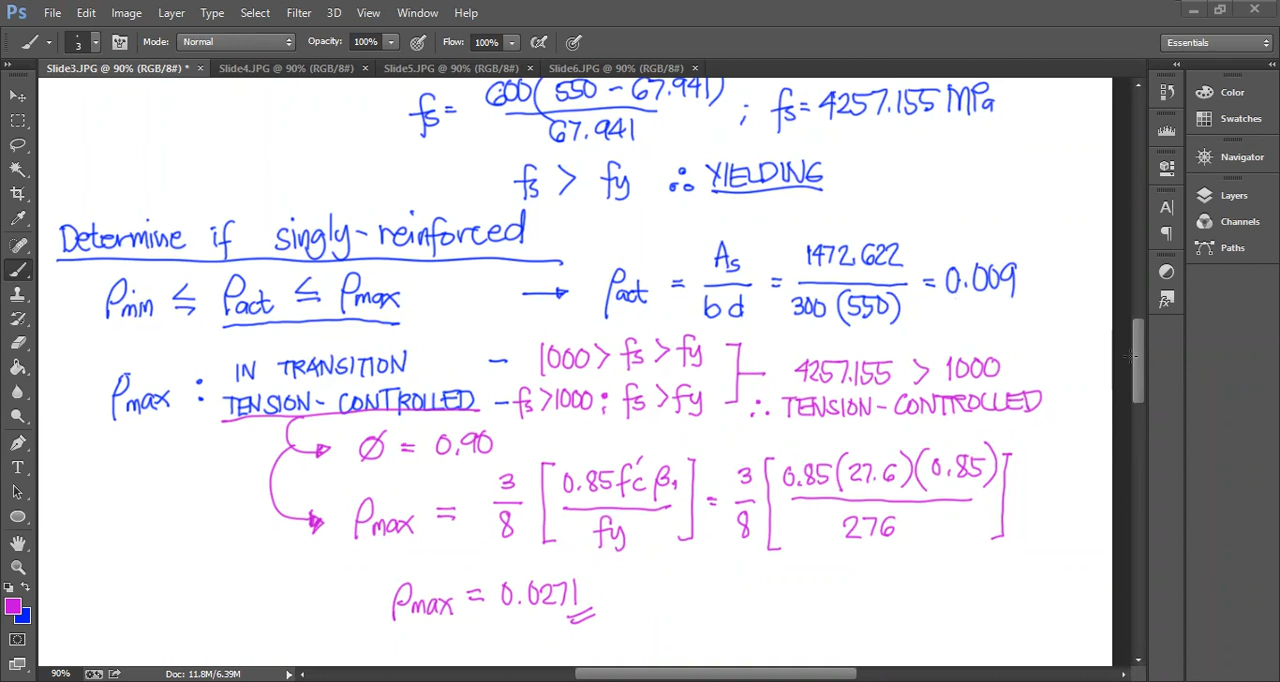 Ps File Edit Image Layer Type Select Filter 3D View Window Help
3 Mode: Normal Opacity: 100% Flow: 100% Essentials
Slide3.JPG @ 90% (RGB/8#) * × Slide4.JPG @ 90% (RGB/8#) × Slide5.JPG @ 90% (RGB/8#) × Slide6.JPG @ 90% (RGB/8#) ×
fs = 600(550 - 67.941) / 67.941 ; fs = 4257.155 MPa
fs > fy ∴ YIELDING
Determine if singly-reinforced
ρmin ≤ ρact ≤ ρmax → ρact = As / bd = 1472.622 / 300(550) = 0.009
ρmax : IN TRANSITION - 1000 > fs > fy
TENSION-CONTROLLED - fs > 1000 ; fs > fy
4257.155 > 1000
∴ TENSION-CONTROLLED
Ø = 0.90
ρmax = 3/8 [0.85f'c β1 / fy] = 3/8 [0.85(27.6)(0.85) / 276]
ρmax = 0.0271
Color
Swatches
Navigator
Layers
Channels
Paths
90% Doc: 11.8M/6.39M